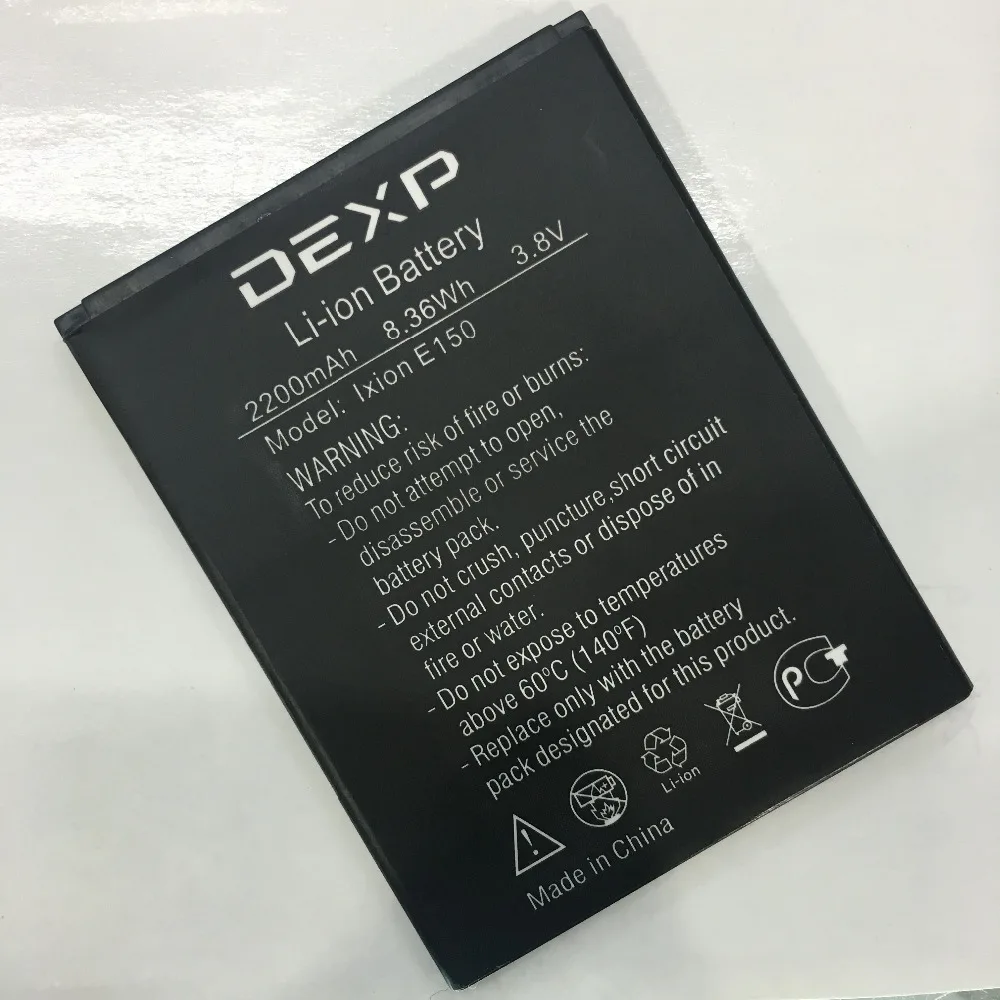 DEXP
Li-ion Battery
2200mAh 8.36Wh 3.8V
Model: Ixion E150
WARNING:
To reduce risk of fire or burns:
- Do not attempt to open,
disassemble or service the
battery pack.
- Do not crush, puncture,short circuit
external contacts or dispose of in
fire or water.
- Do not expose to temperatures
above 60ºC (140ºF)
- Replace only with the battery
pack designated for this product.
РСТ
Li-ion
Made in China